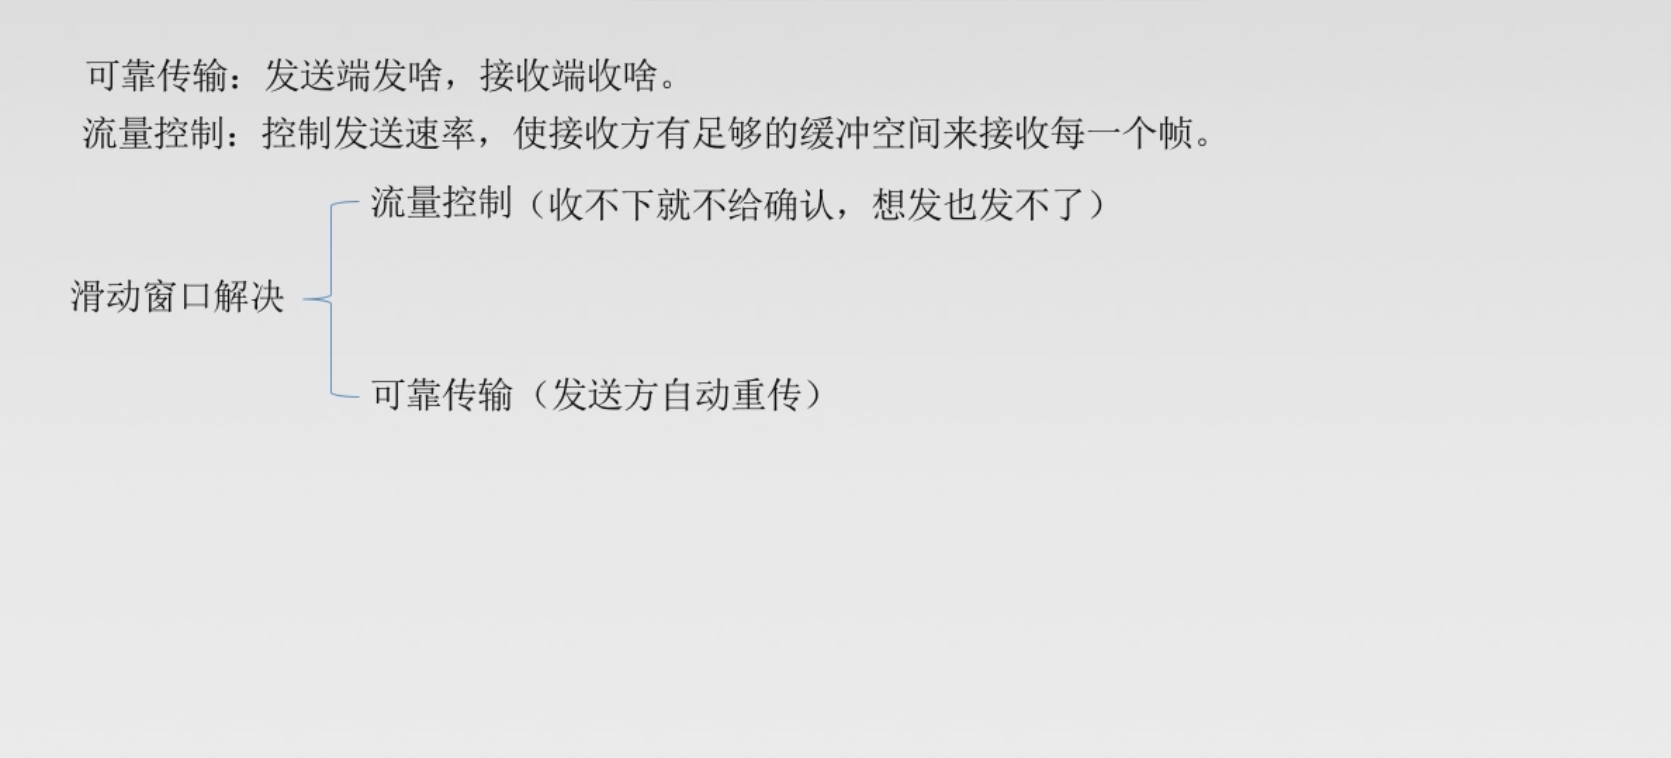 可靠传输：发送端发啥，接收端收啥。
流量控制：控制发送速率，使接收方有足够的缓冲空间来接收每一个帧。
流量控制（收不下就不给确认，想发也发不了）
滑动窗口解决
可靠传输（发送方自动重传）